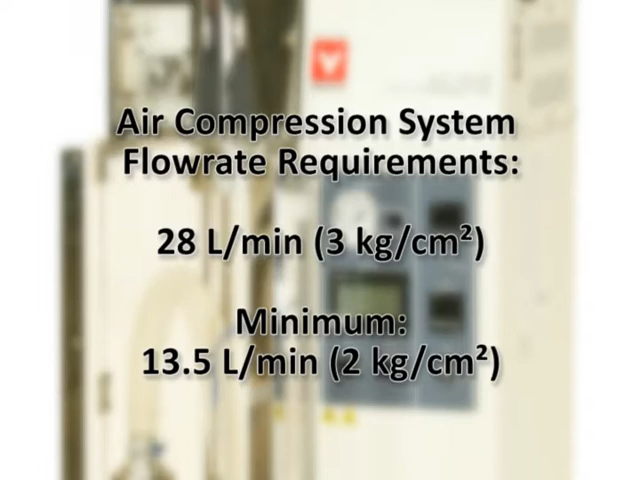 Air Compression System
Flowrate Requirements:
28 L/min (3 kg/cm²)
Minimum:
13.5 L/min (2 kg/cm²)